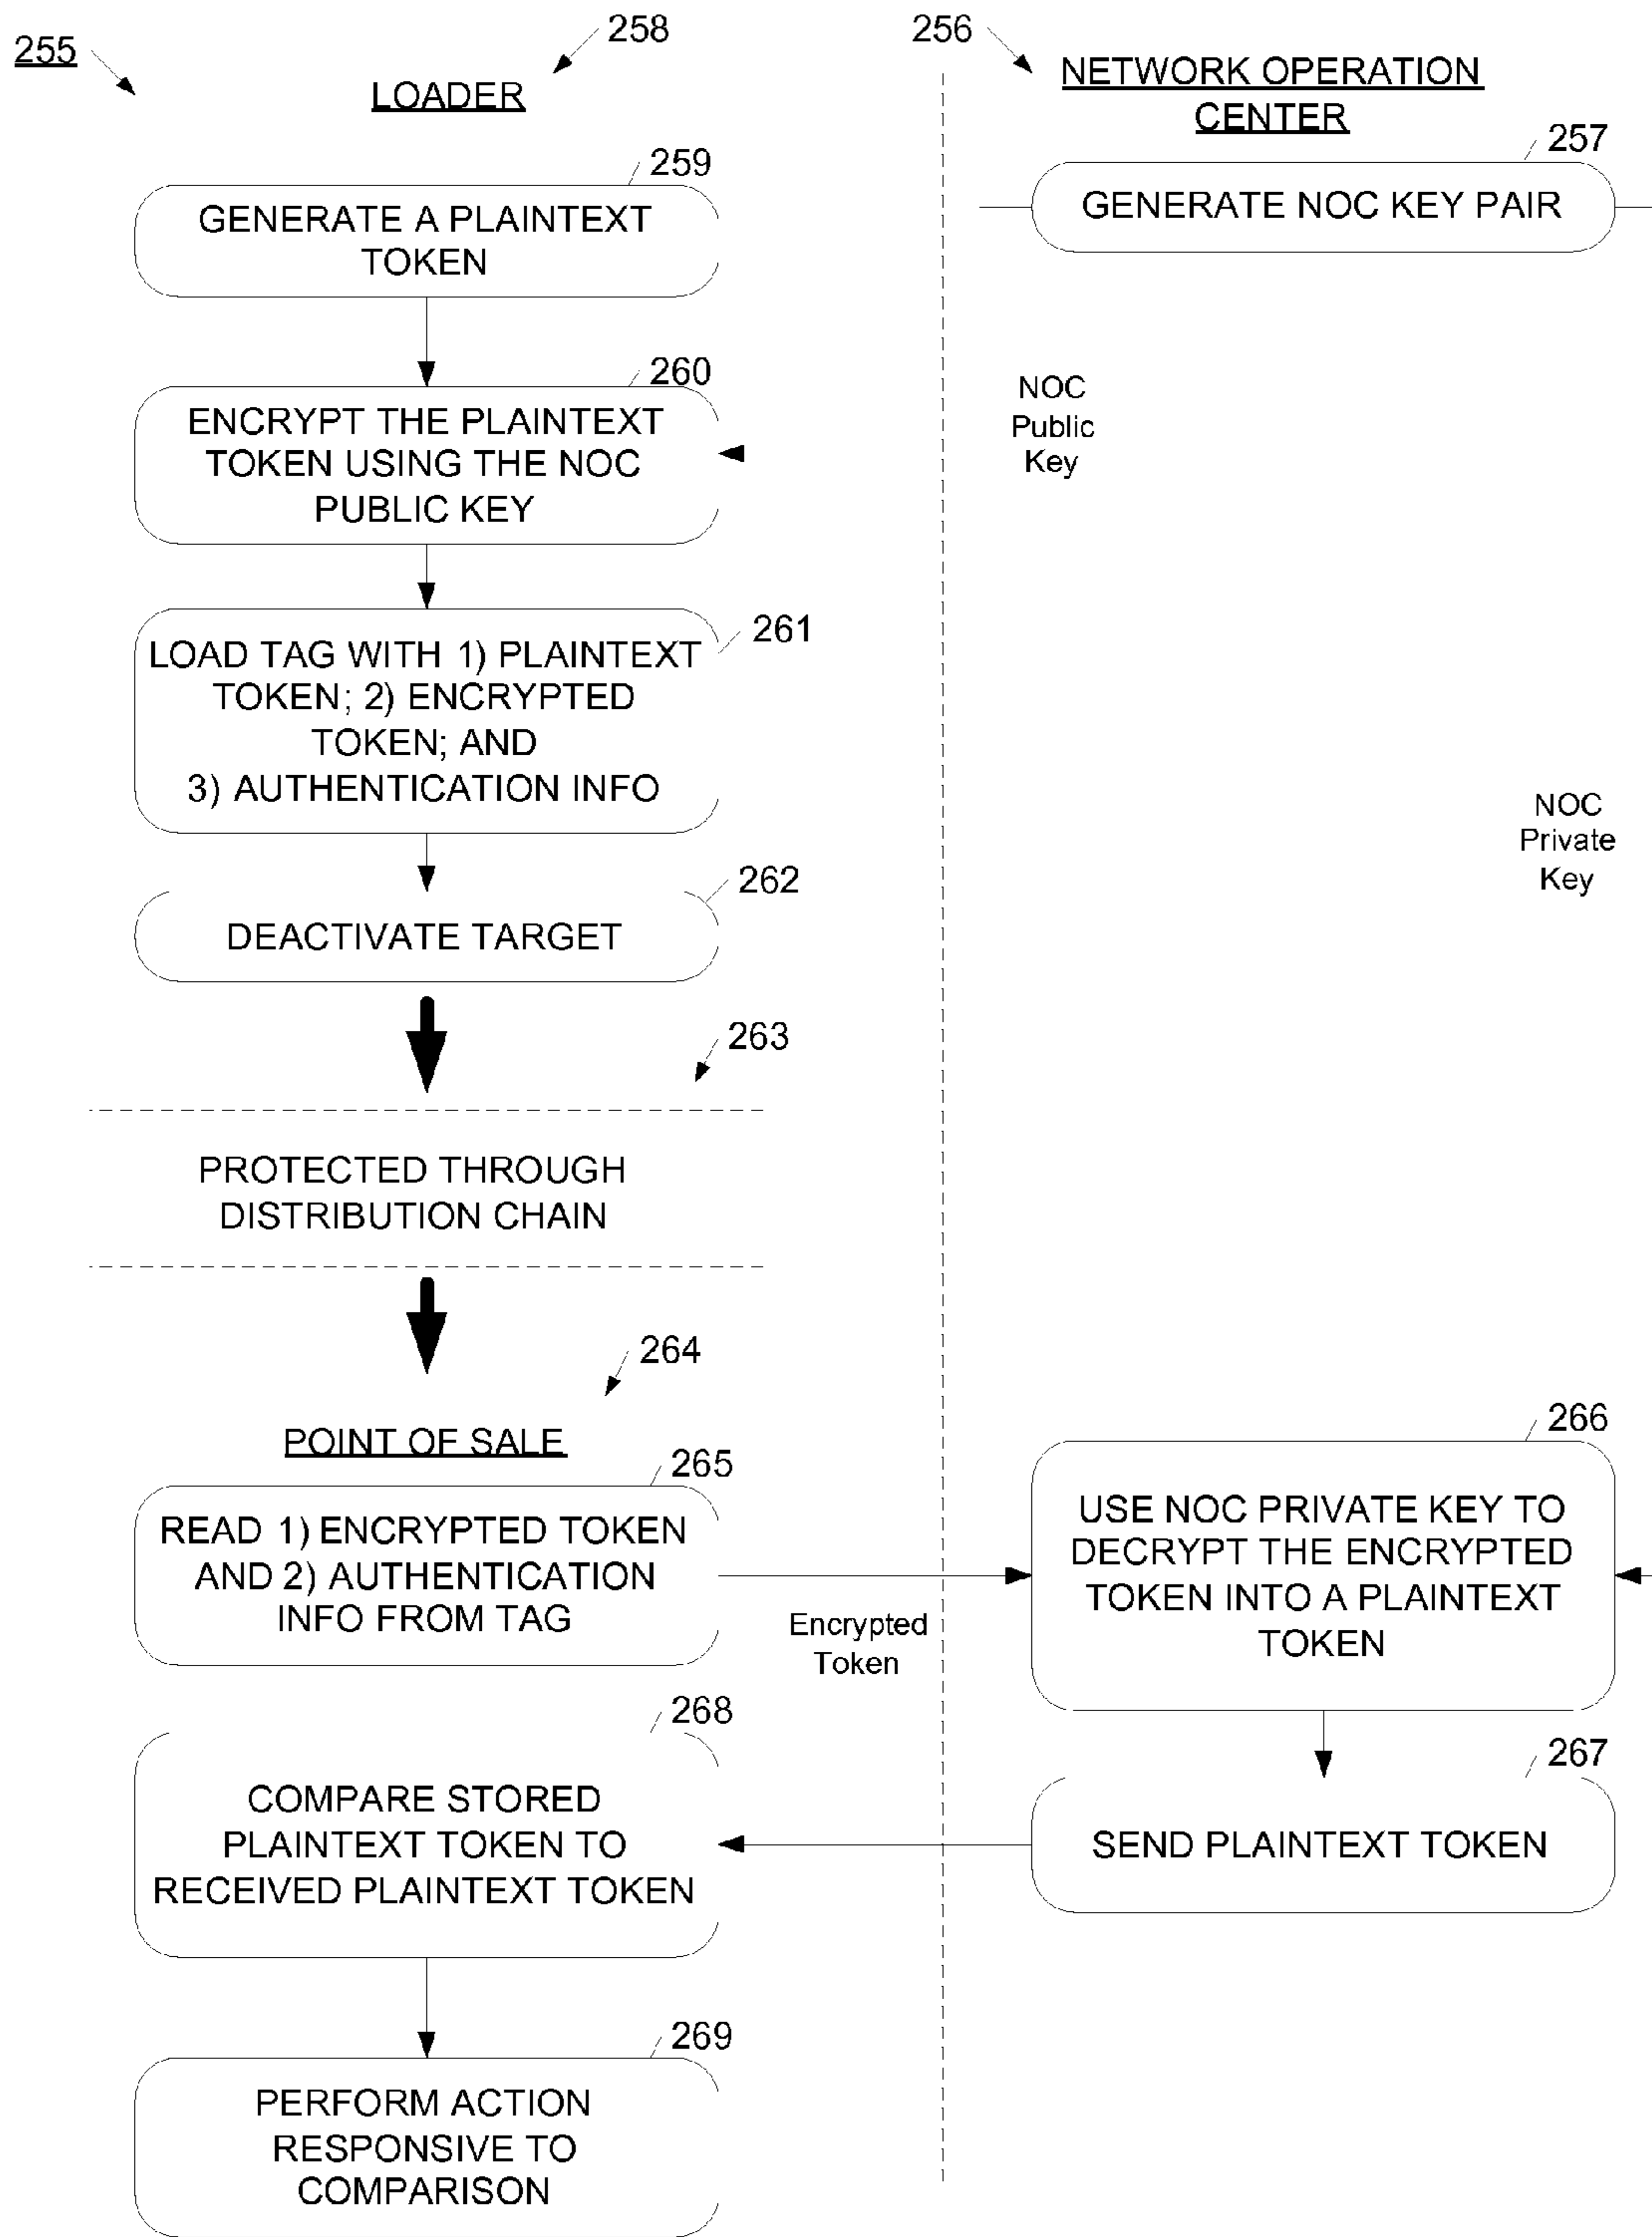 255
258
LOADER
256
NETWORK OPERATION
CENTER
257
GENERATE NOC KEY PAIR
259
GENERATE A PLAINTEXT
TOKEN
260
ENCRYPT THE PLAINTEXT
TOKEN USING THE NOC
PUBLIC KEY
NOC
Public
Key
261
LOAD TAG WITH 1) PLAINTEXT
TOKEN; 2) ENCRYPTED
TOKEN; AND
3) AUTHENTICATION INFO
NOC
Private
Key
262
DEACTIVATE TARGET
263
PROTECTED THROUGH
DISTRIBUTION CHAIN
264
POINT OF SALE
265
READ 1) ENCRYPTED TOKEN
AND 2) AUTHENTICATION
INFO FROM TAG
Encrypted
Token
266
USE NOC PRIVATE KEY TO
DECRYPT THE ENCRYPTED
TOKEN INTO A PLAINTEXT
TOKEN
267
SEND PLAINTEXT TOKEN
268
COMPARE STORED
PLAINTEXT TOKEN TO
RECEIVED PLAINTEXT TOKEN
269
PERFORM ACTION
RESPONSIVE TO
COMPARISON